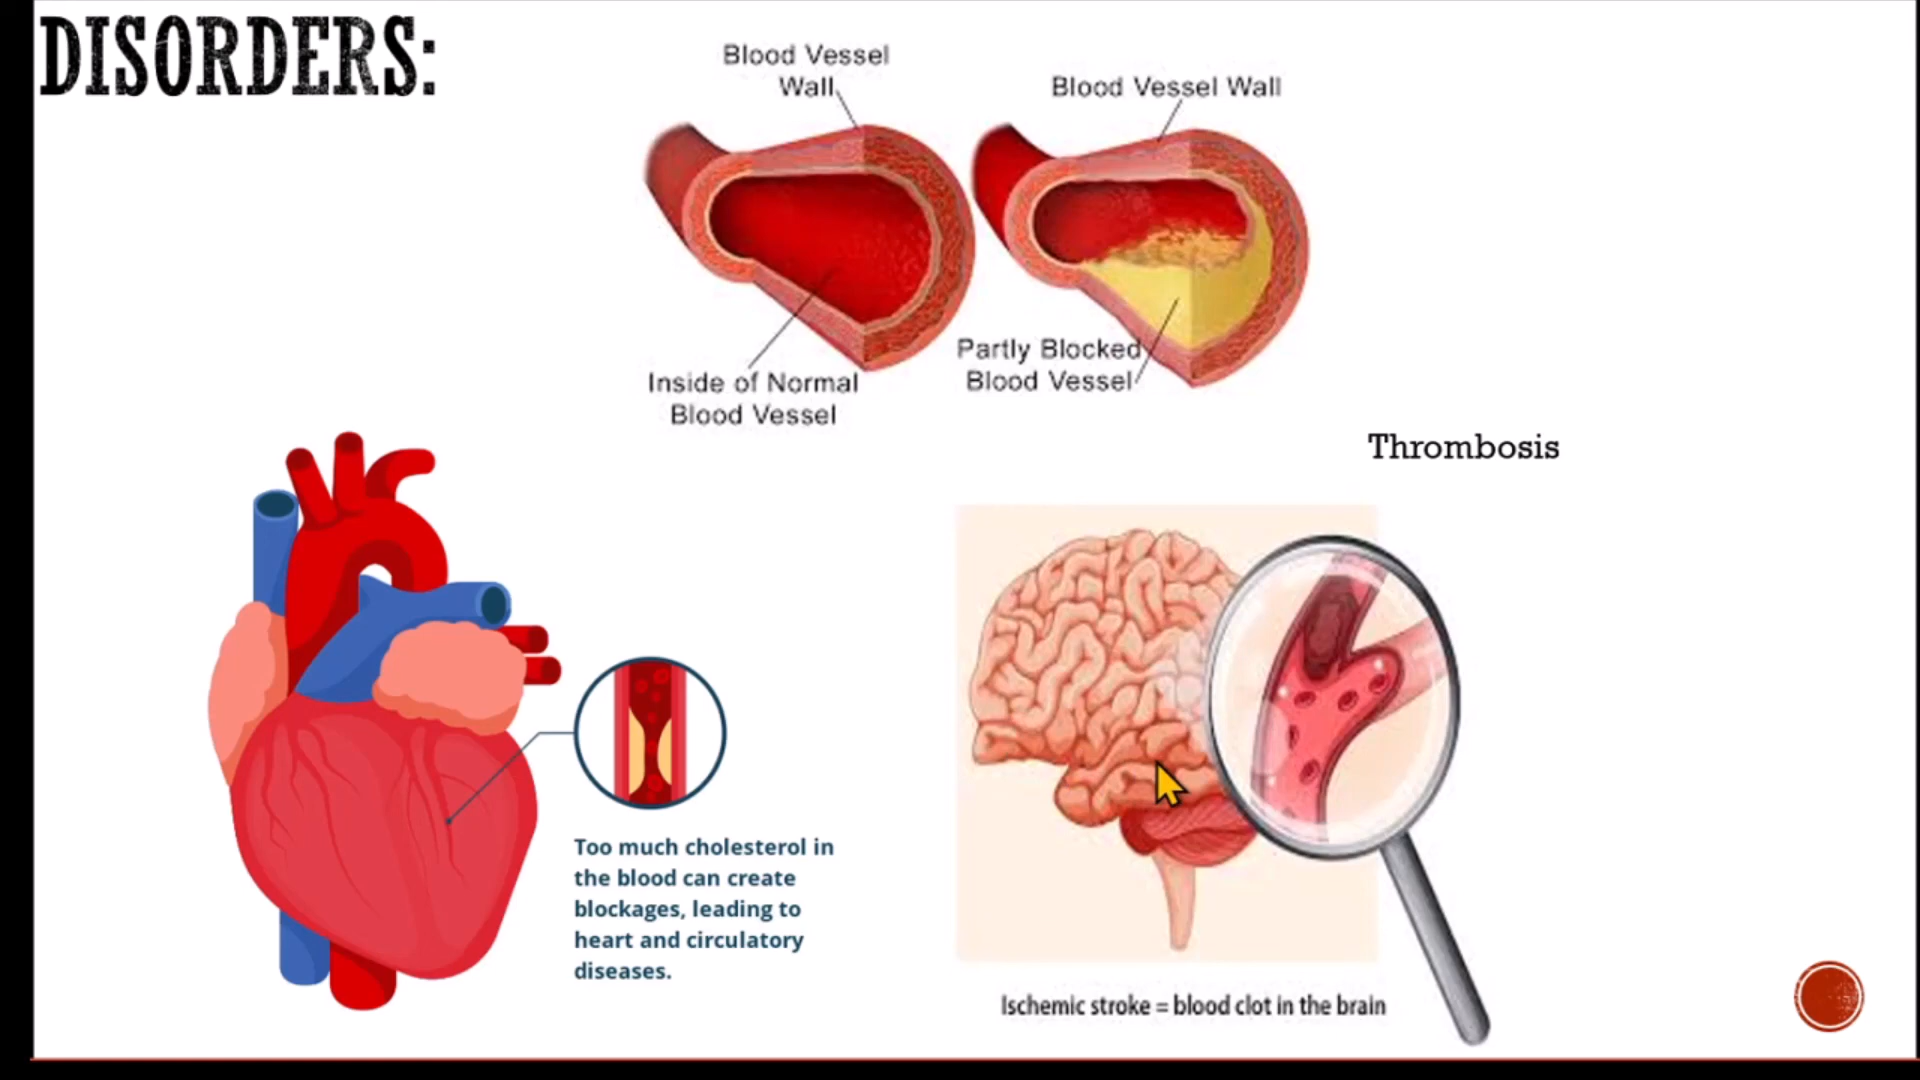 DISORDERS:
Blood Vessel
Wall
Blood Vessel Wall
Inside of Normal
Blood Vessel
Partly Blocked
Blood Vessel
Thrombosis
Too much cholesterol in
the blood can create
blockages, leading to
heart and circulatory
diseases.
Ischemic stroke = blood clot in the brain